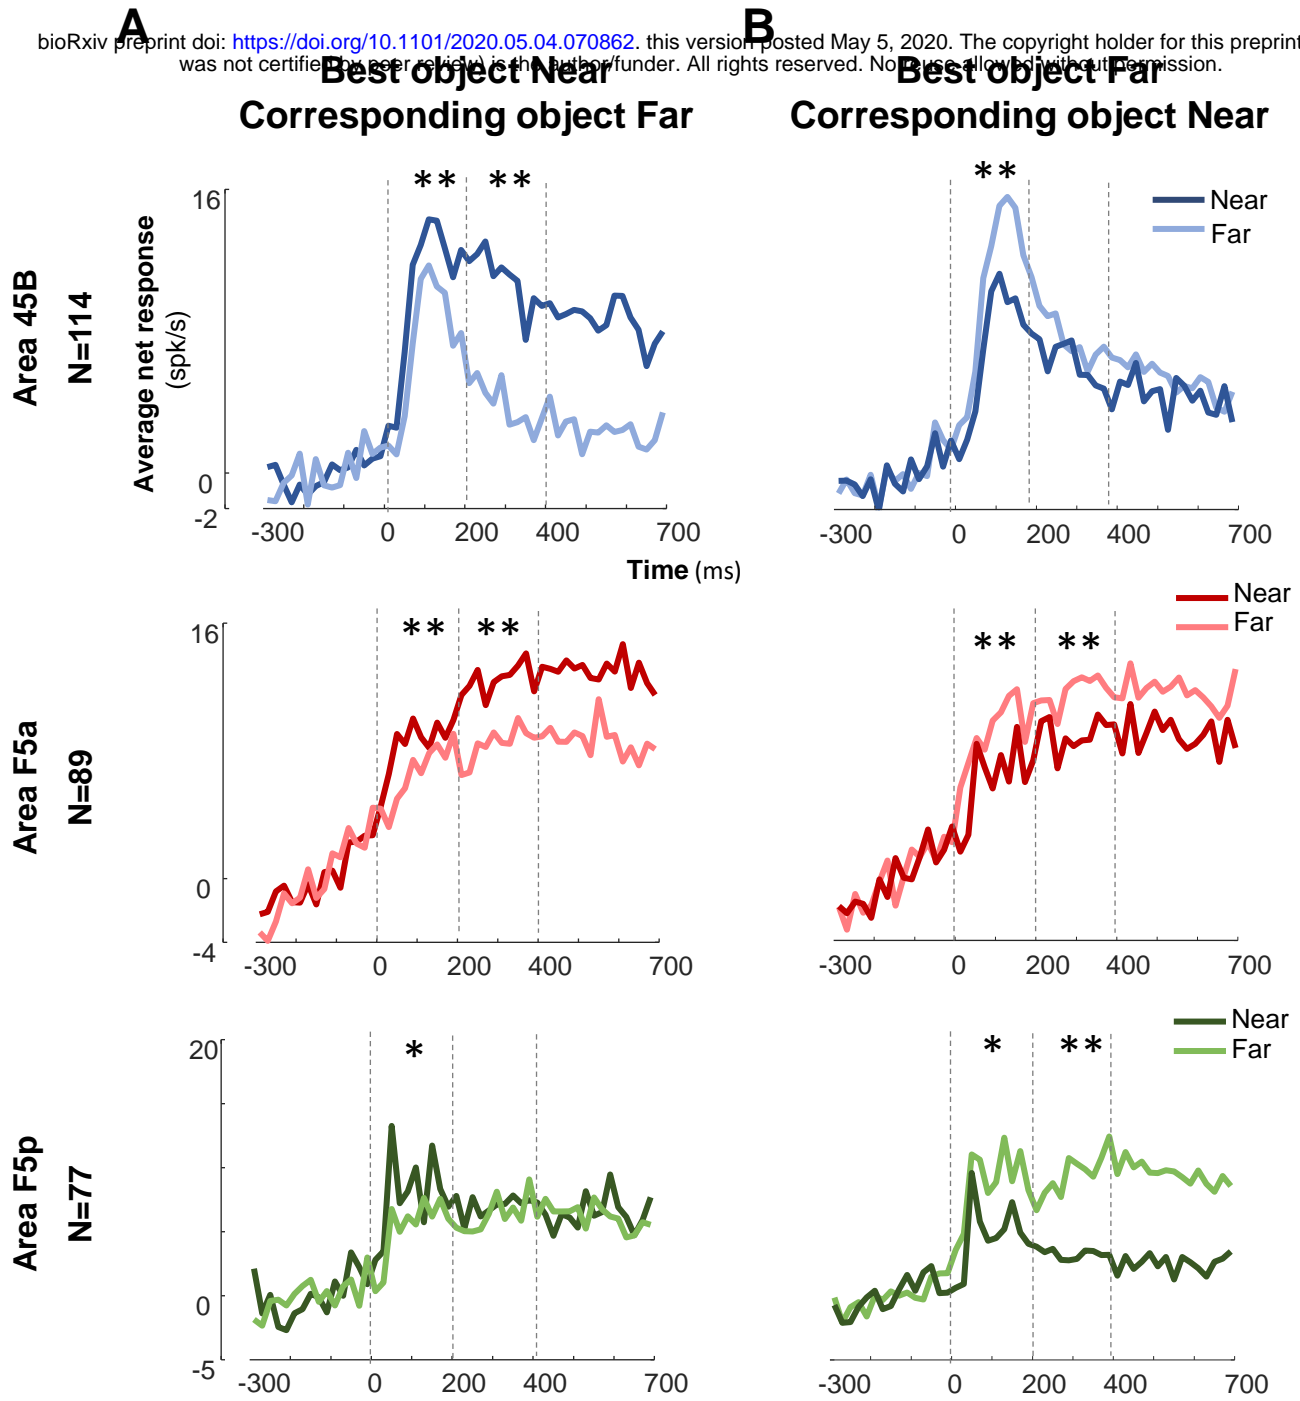 A B
bioRxiv preprint doi: https://doi.org/10.1101/2020.05.04.070862. this version posted May 5, 2020. The copyright holder for this preprint
was not certified by peer review) is the author/funder. All rights reserved. No reuse allowed without permission.
Best object Near
Corresponding object Far
Best object Far
Corresponding object Near
Area 45B
N=114
Average net response
(spk/s)
16
0
-2
** **
-300 0 200 400 700
**
Near
Far
-300 0 200 400 700
Time (ms)
Area F5a
N=89
16
0
-4
** **
-300 0 200 400 700
** **
Near
Far
-300 0 200 400 700
Area F5p
N=77
20
0
-5
*
-300 0 200 400 700
* **
Near
Far
-300 0 200 400 700